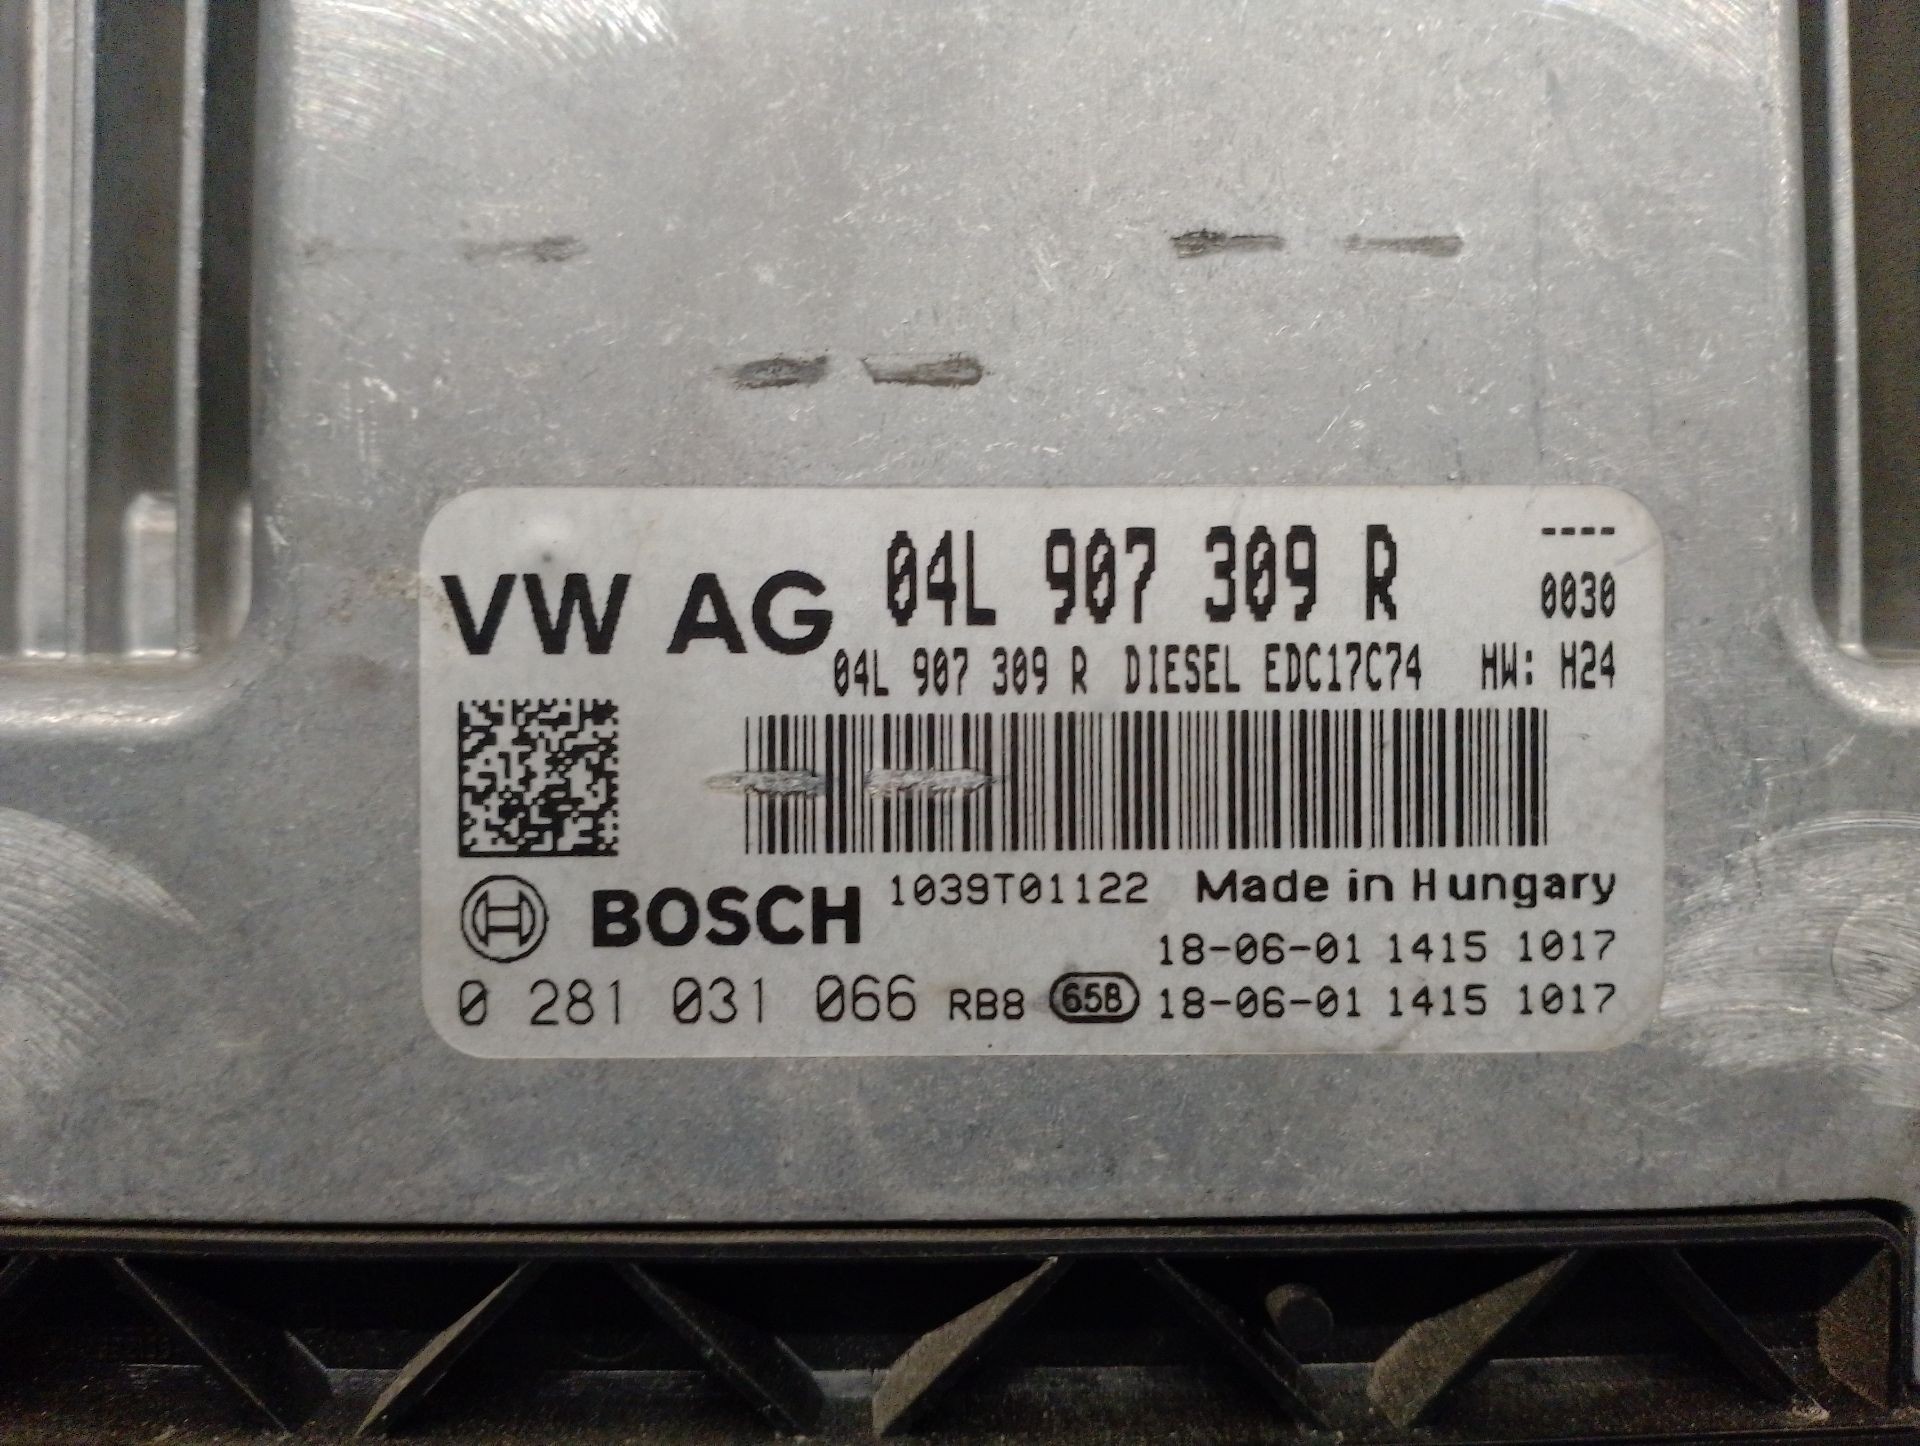 VW AG 04L 907 309 R ----
0030
04L 907 309 R DIESEL EDC17C74 HW: H24
BOSCH 1039T01122 Made in Hungary
18-06-01 1415 1017
0 281 031 066 RB8 65B 18-06-01 1415 1017